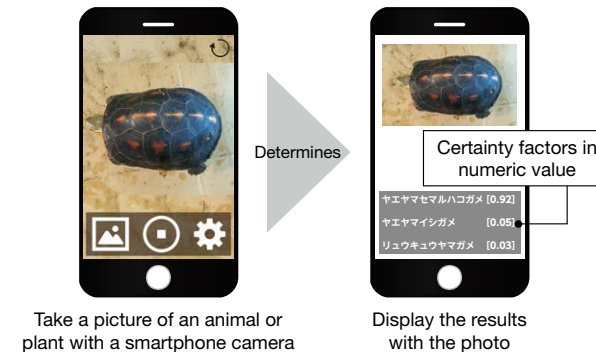 Determines
Certainty factors in
numeric value
ヤエヤマセマルハコガメ [0.92]
ヤエヤマイシガメ [0.05]
リュウキュウヤマガメ [0.03]
Take a picture of an animal or
plant with a smartphone camera
Display the results
with the photo